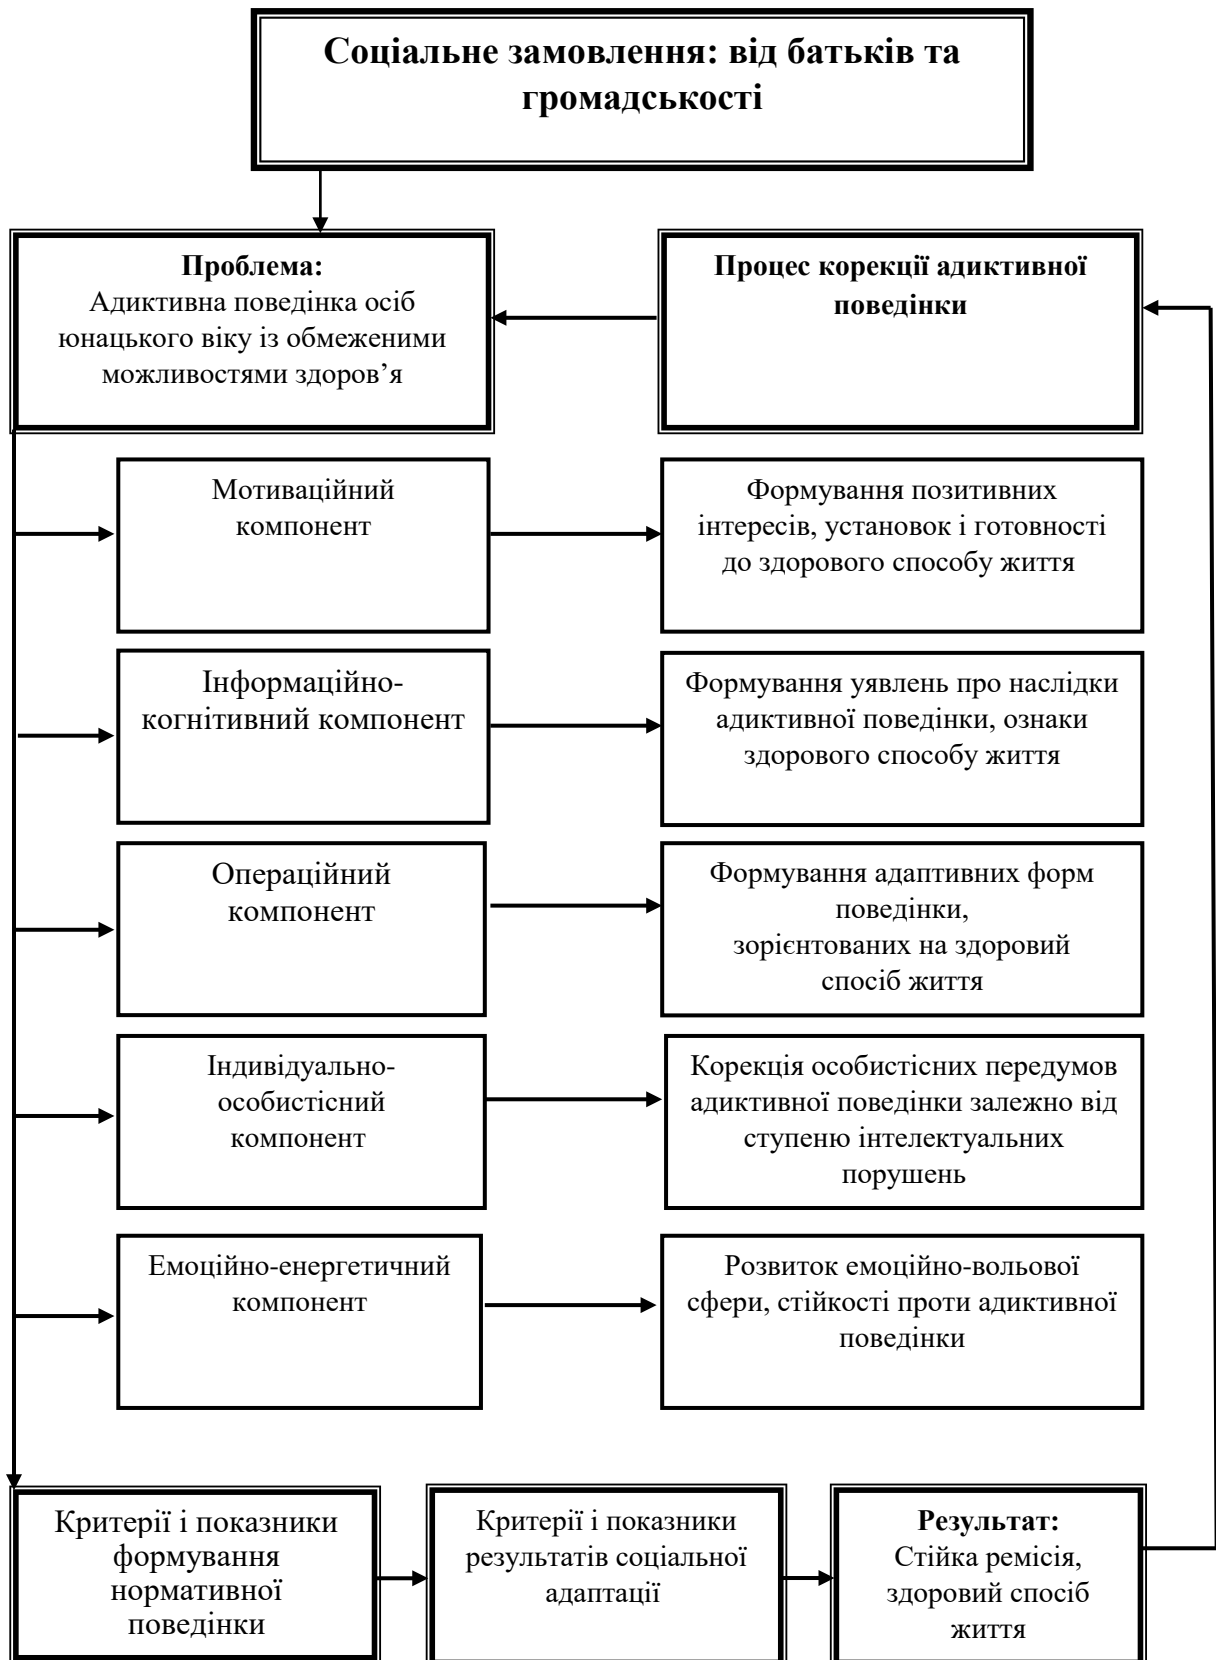 Соціальне замовлення: від батьків та
громадськості
Проблема:
Адиктивна поведінка осіб
юнацького віку із обмеженими
можливостями здоров’я
Процес корекції адиктивної
поведінки
Мотиваційний
компонент
Формування позитивних
інтересів, установок і готовності
до здорового способу життя
Інформаційно-
когнітивний компонент
Формування уявлень про наслідки
адиктивної поведінки, ознаки
здорового способу життя
Операційний
компонент
Формування адаптивних форм
поведінки,
зорієнтованих на здоровий
спосіб життя
Індивідуально-
особистісний
компонент
Корекція особистісних передумов
адиктивної поведінки залежно від
ступеню інтелектуальних
порушень
Емоційно-енергетичний
компонент
Розвиток емоційно-вольової
сфери, стійкості проти адиктивної
поведінки
Критерії і показники
формування
нормативної
поведінки
Критерії і показники
результатів соціальної
адаптації
Результат:
Стійка ремісія,
здоровий спосіб
життя